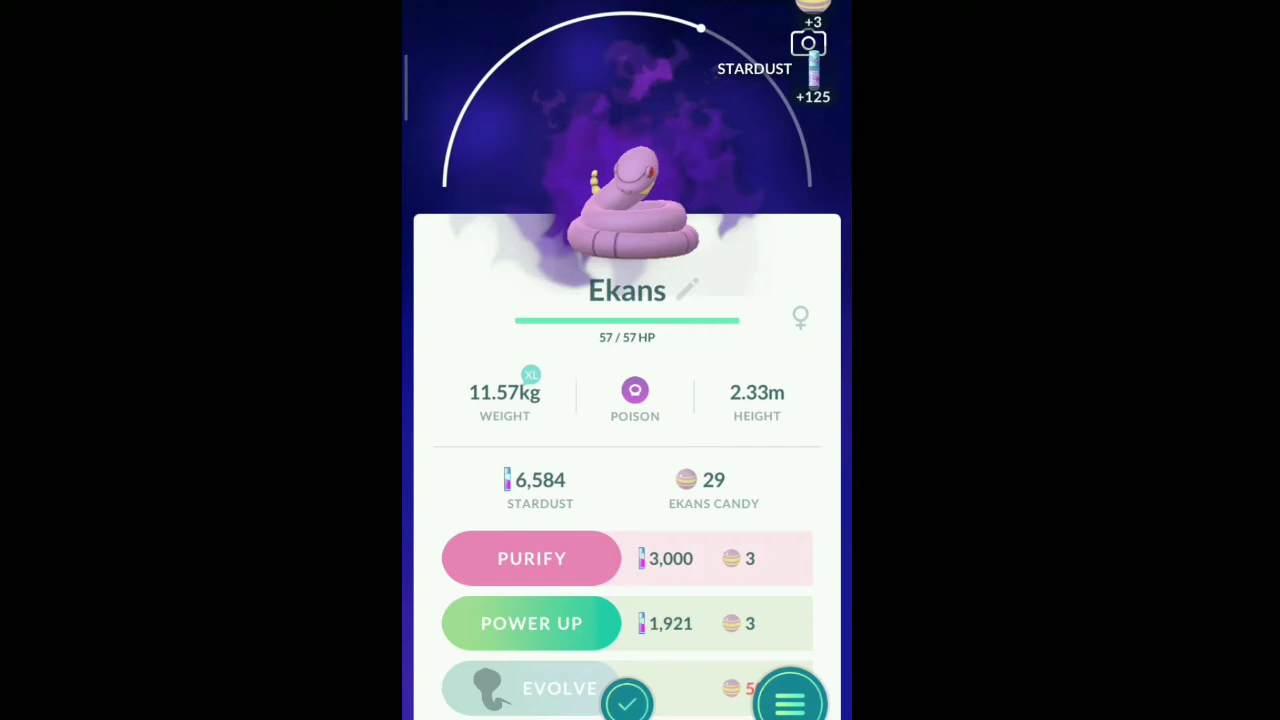 +3
STARDUST
+125
Ekans
57 / 57 HP
XL
11.57kg
WEIGHT
POISON
2.33m
HEIGHT
6,584
STARDUST
29
EKANS CANDY
PURIFY
3,000
3
POWER UP
1,921
3
EVOLVE